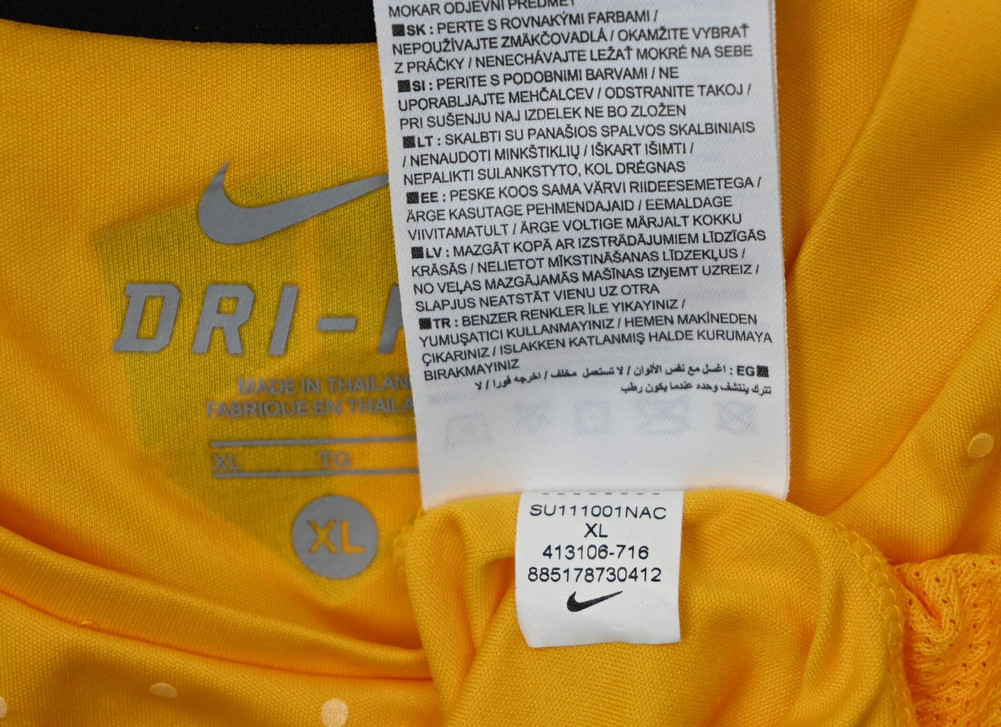 MOKAR ODJEVNI PREDMET
SK : PERTE S ROVNAKÝMI FARBAMI /
NEPOUŽÍVAJTE ZMÄKČOVADLÁ / OKAMŽITE VYBRAŤ
Z PRÁČKY / NENECHÁVAJTE LEŽAŤ MOKRÉ NA SEBE
SI : PERITE S PODOBNIMI BARVAMI / NE
UPORABLJAJTE MEHČALCEV / ODSTRANITE TAKOJ /
PRI SUŠENJU NAJ IZDELEK NE BO ZLOŽEN
LT : SKALBTI SU PANAŠIOS SPALVOS SKALBINIAIS
/ NENAUDOTI MINKŠTIKLIŲ / IŠKART IŠIMTI /
NEPALIKTI SULANKSTYTO, KOL DRĖGNAS
EE : PESKE KOOS SAMA VÄRVI RIIDEESEMETEGA /
ÄRGE KASUTAGE PEHMENDAJAID / EEMALDAGE
VIIVITAMATULT / ÄRGE VOLTIGE MÄRJALT KOKKU
LV : MAZGĀT KOPĀ AR IZSTRĀDĀJUMIEM LĪDZĪGĀS
KRĀSĀS / NELIETOT MĪKSTINĀŠANAS LĪDZEKĻUS /
NO VEĻAS MAZGĀJAMĀS MAŠĪNAS IZŅEMT UZREIZ /
SLAPJUS NEATSTĀT VIENU UZ OTRA
TR : BENZER RENKLER İLE YIKAYINIZ /
YUMUŞATICI KULLANMAYINIZ / HEMEN MAKİNEDEN
ÇIKARINIZ / ISLAKKEN KATLANMIŞ HALDE KURUMAYA
BIRAKMAYINIZ
EG : اغسل مع نفس الألوان / لا تستعمل مخلف / اخرجه فورا / لا
تترك ينتشف وحده عندما يكون رطب
DRI-F
MADE IN THAILAN
FABRIQUE EN THAILA
XL TG
XL
SU111001NAC
XL
413106-716
885178730412